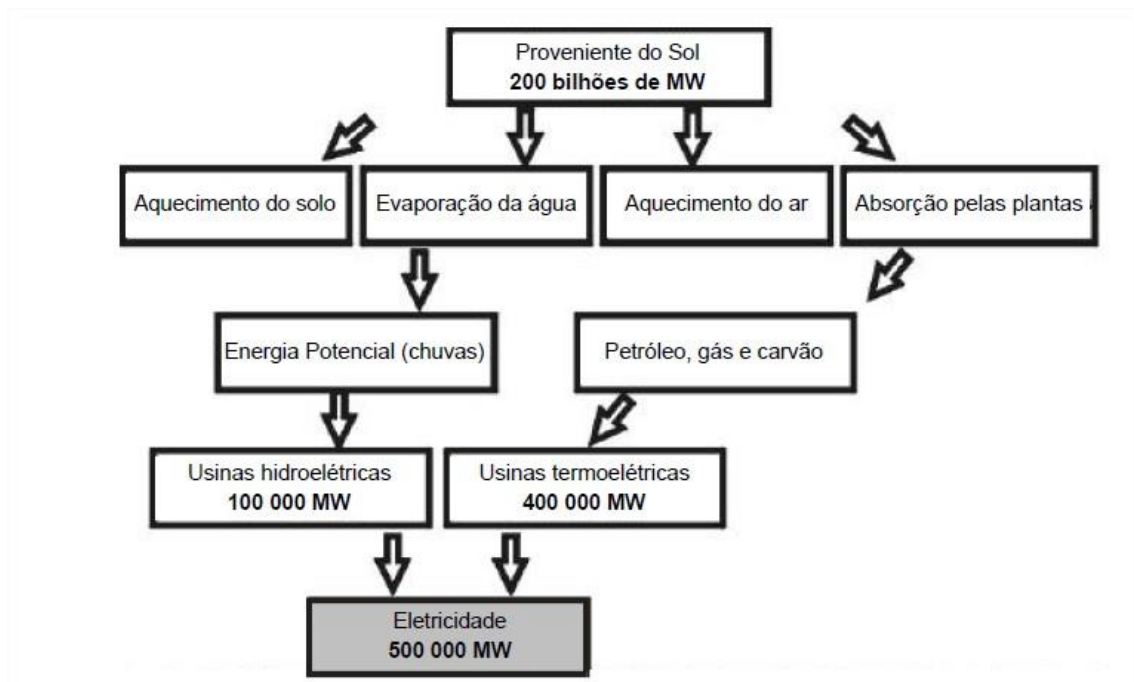 Proveniente do Sol
200 bilhões de MW
Aquecimento do solo
Evaporação da água
Aquecimento do ar
Absorção pelas plantas
Energia Potencial (chuvas)
Petróleo, gás e carvão
Usinas hidroelétricas
100 000 MW
Usinas termoelétricas
400 000 MW
Eletricidade
500 000 MW